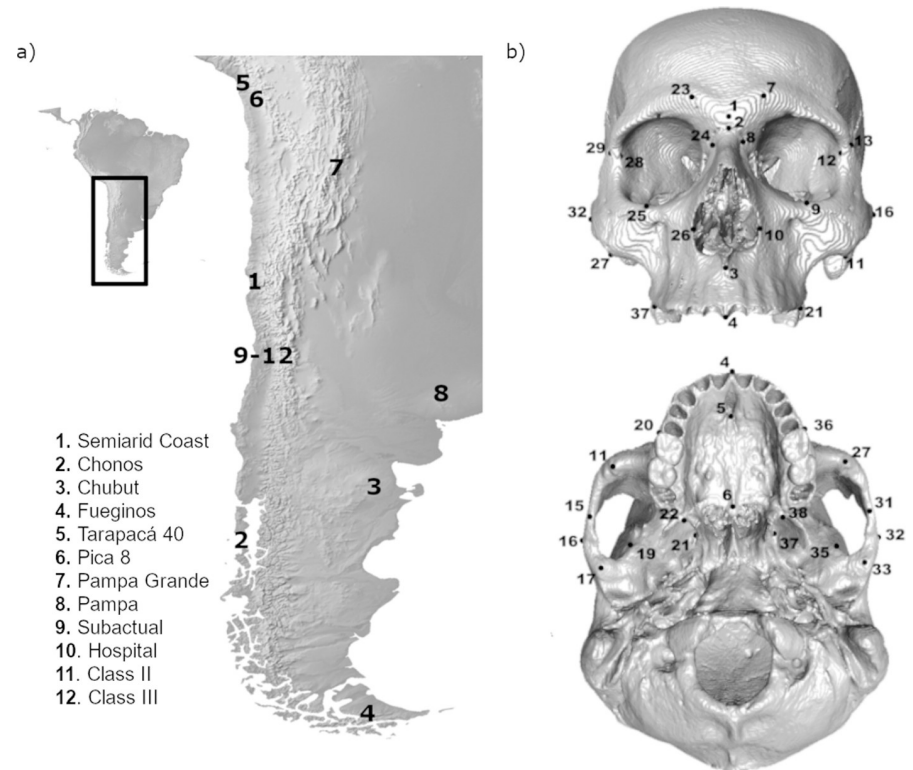 a)
5
6
7
1
9-12
8
3
2
4
1. Semiarid Coast
2. Chonos
3. Chubut
4. Fueginos
5. Tarapacá 40
6. Pica 8
7. Pampa Grande
8. Pampa
9. Subactual
10. Hospital
11. Class II
12. Class III
b)
23 7
1
2
24 8
29 28 12 13
25 9
32 16
26 10
27 3 11
37 4 21
4
5
20 36
11 27
6
15 31
22 38
16 19 21 37 35 32
17 33